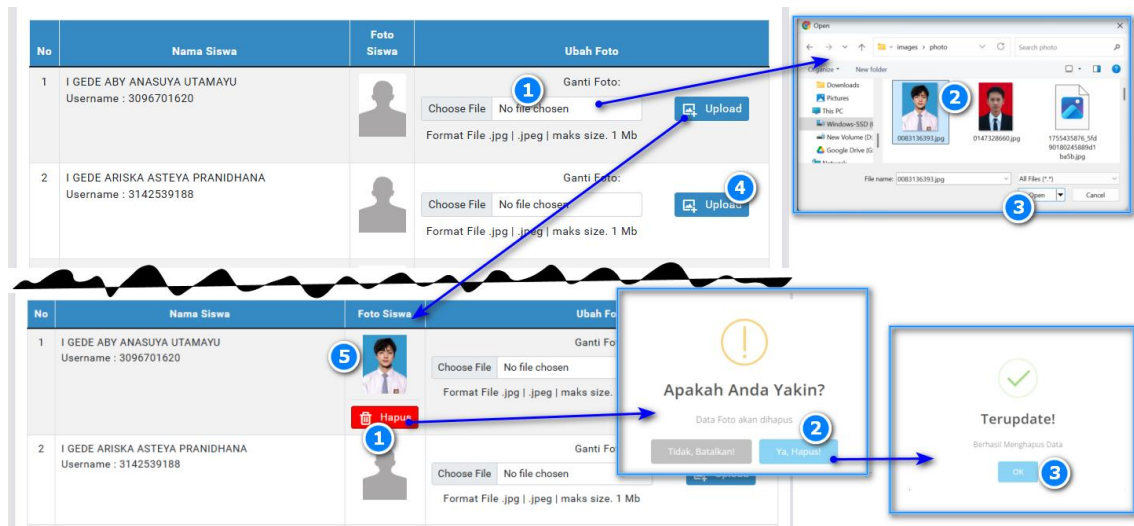 No Nama Siswa Foto Siswa Ubah Foto
1 I GEDE ABY ANASUYA UTAMAYU
Username : 3096701620
Ganti Foto:
1
Choose File No file chosen
Upload
Format File .jpg | .jpeg | maks size. 1 Mb
2 I GEDE ARISKA ASTEYA PRANIDHANA
Username : 3142539188
Ganti Foto:
4
Choose File No file chosen
Upload
Format File .jpg | .jpeg | maks size. 1 Mb
Open
images > photo
Search photo
Organize New folder
Downloads
Pictures
This PC
Windows-SSD
New Volume (D:
Google Drive (G:
2
0083136393.jpg
0147328660.jpg
1755435876_5fd
90180245889d1
ba5b.jpg
File name: 0083136393.jpg
All Files (*.*)
3
Open
Cancel
No Nama Siswa Foto Siswa Ubah Fo
1 I GEDE ABY ANASUYA UTAMAYU
Username : 3096701620
5
Ganti Fo
Choose File No file chosen
Format File .jpg | .jpeg | maks size.
Hapus
1
2 I GEDE ARISKA ASTEYA PRANIDHANA
Username : 3142539188
Ganti Fo
Choose File No file chosen
Format File .jpg | .jpeg | maks size. 1 Mb
Apakah Anda Yakin?
Data Foto akan dihapus
2
Tidak, Batalkan!
Ya, Hapus!
Terupdate!
Berhasil Menghapus Data
OK
3